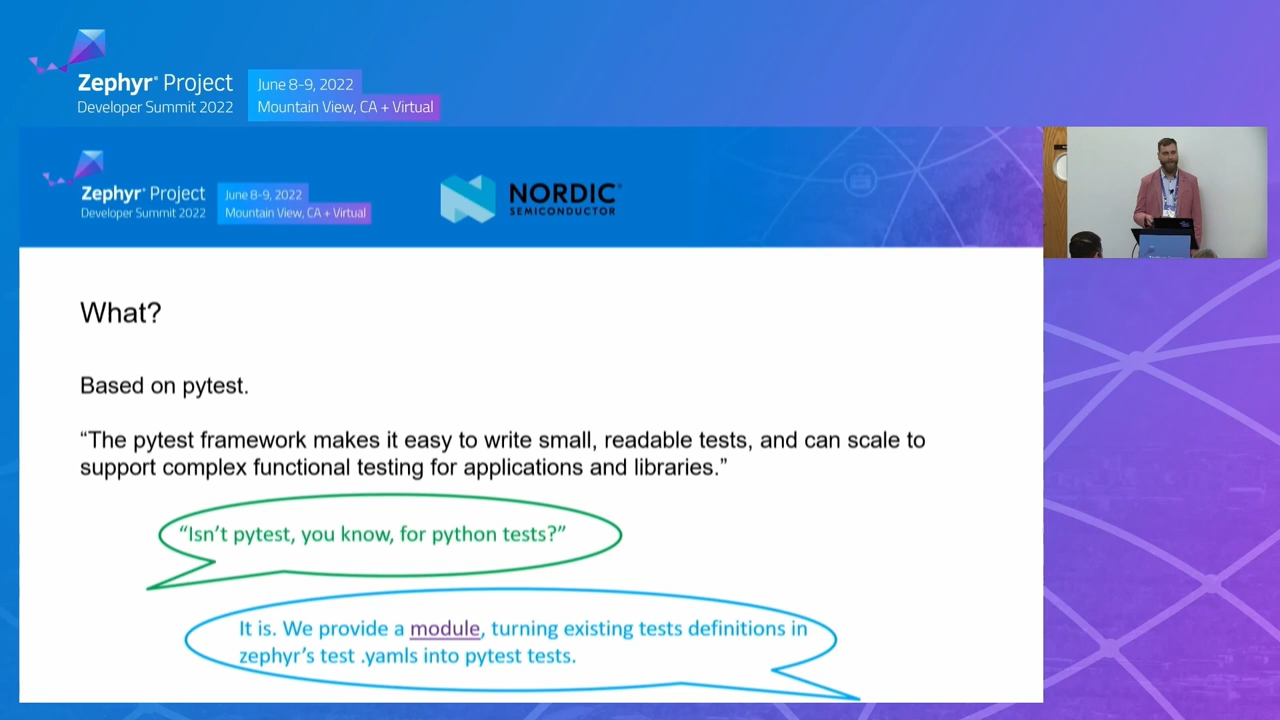 Zephyr® Project
Developer Summit 2022
June 8-9, 2022
Mountain View, CA + Virtual
Zephyr® Project
Developer Summit 2022
June 8-9, 2022
Mountain View, CA + Virtual
NORDIC®
SEMICONDUCTOR
What?
Based on pytest.
“The pytest framework makes it easy to write small, readable tests, and can scale to
support complex functional testing for applications and libraries.”
“Isn’t pytest, you know, for python tests?”
It is. We provide a module, turning existing tests definitions in
zephyr’s test .yamls into pytest tests.